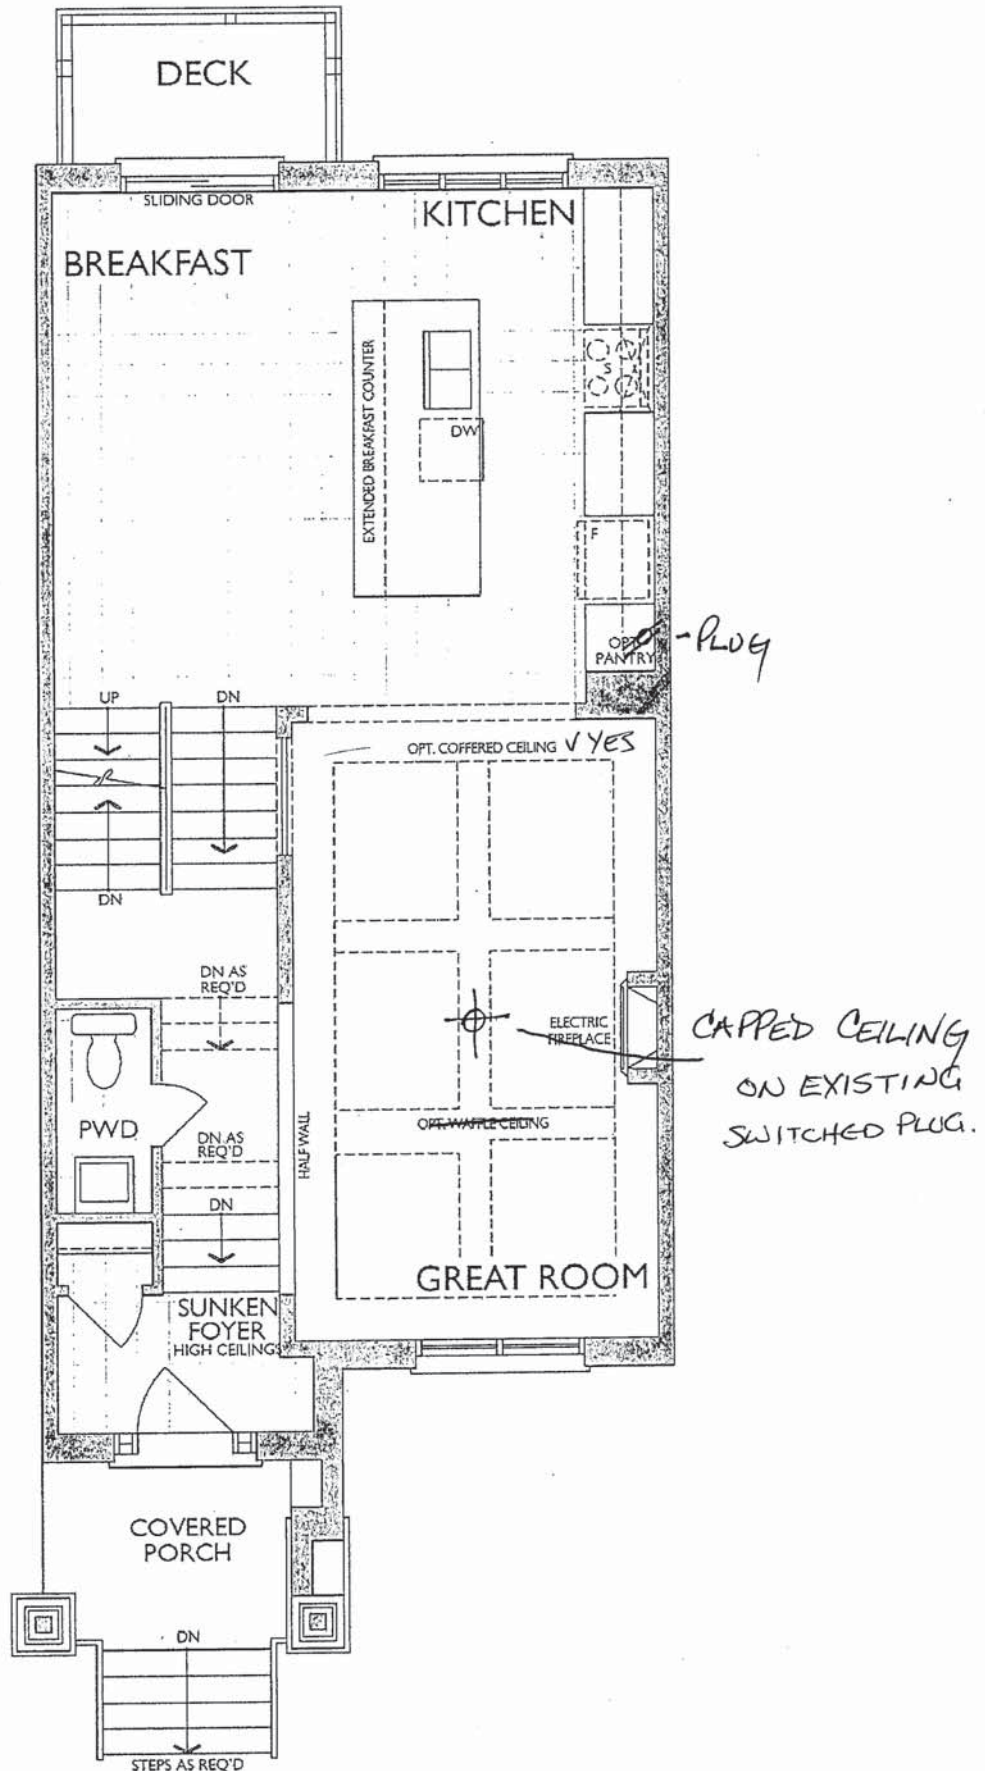 DECK
SLIDING DOOR
KITCHEN
BREAKFAST
EXTENDED BREAKFAST COUNTER
S
DW
F
OPT
PANTRY
-PLUG
UP
DN
OPT. COFFERED CEILING ✓ YES
DN
DN AS
REQ'D
ELECTRIC
FIREPLACE
CAPPED CEILING
ON EXISTING
SWITCHED PLUG.
PWD
OPT. WAFFLE CEILING
DN AS
REQ'D
HALF WALL
DN
GREAT ROOM
SUNKEN
FOYER
HIGH CEILINGS
COVERED
PORCH
DN
STEPS AS REQ'D